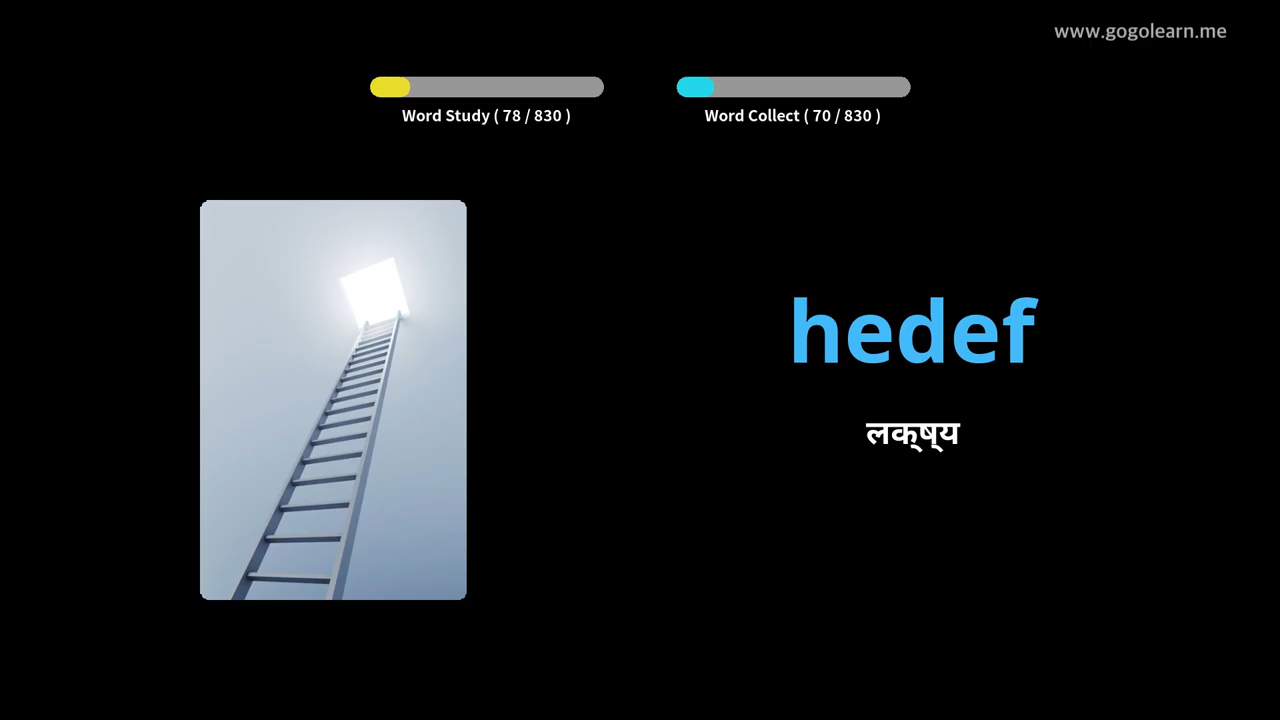 www.gogolearn.me
Word Study ( 78 / 830 )
Word Collect ( 70 / 830 )
hedef
लक्ष्य